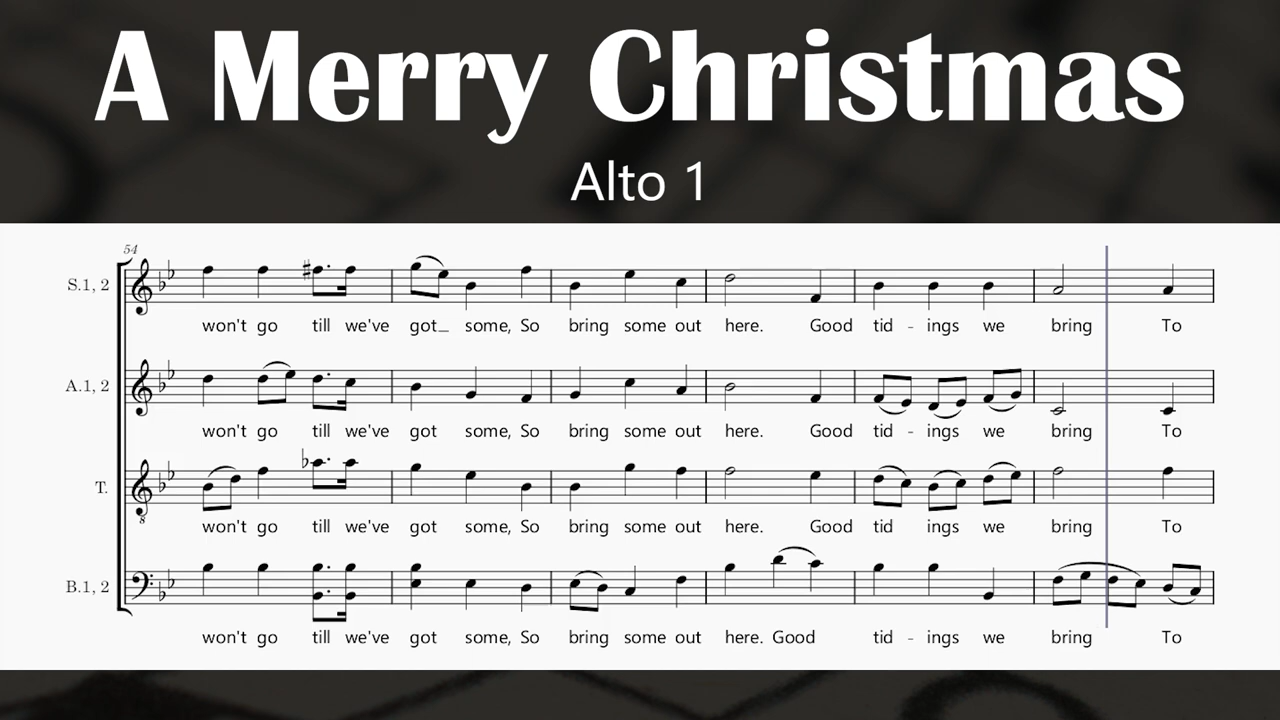 A Merry Christmas
Alto 1
54
S.1, 2
won't go till we've got_ some, So bring some out here. Good tid - ings we bring To
A.1, 2
won't go till we've got some, So bring some out here. Good tid - ings we bring To
T.
8
won't go till we've got some, So bring some out here. Good tid ings we bring To
B.1, 2
won't go till we've got some, So bring some out here. Good tid - ings we bring To